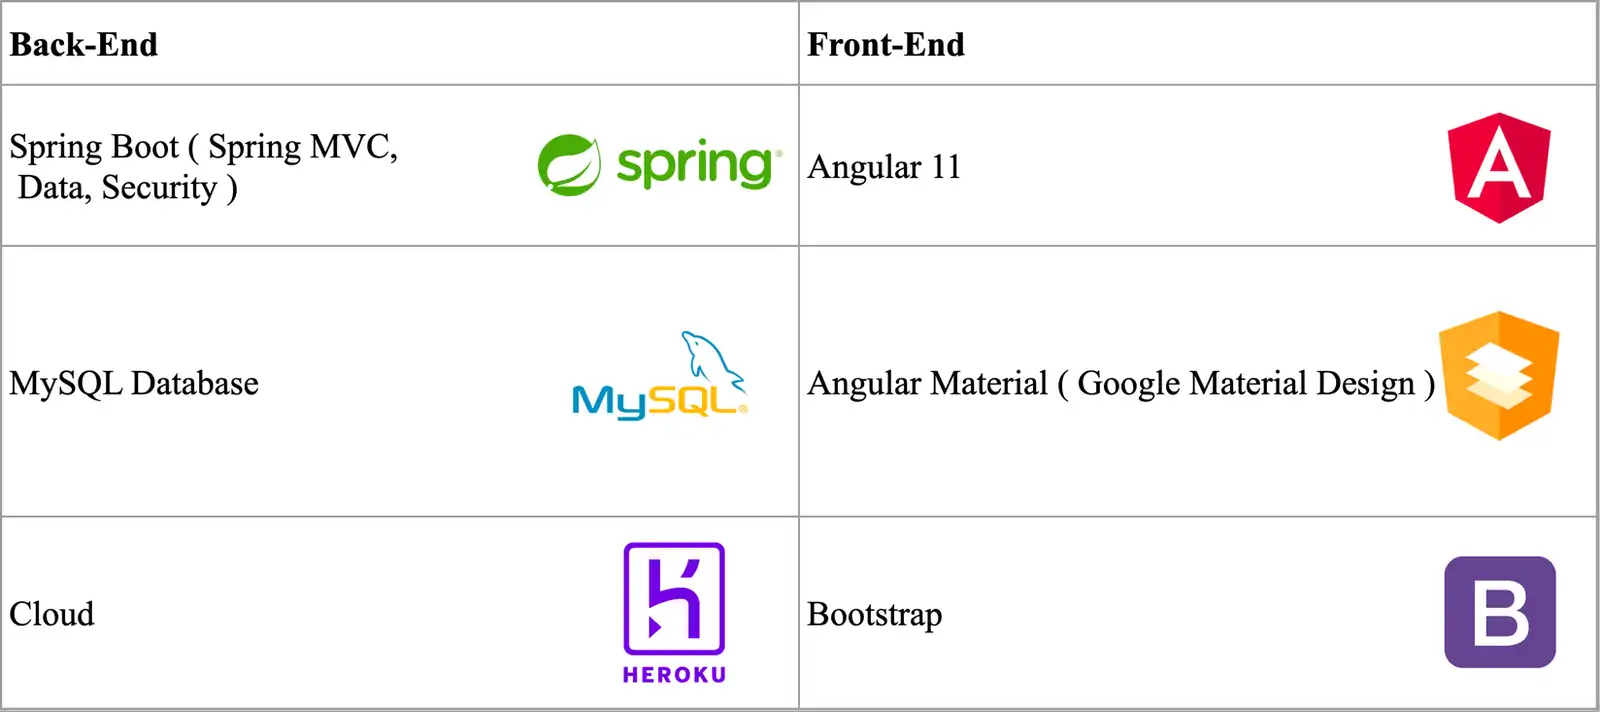 Back-End
Front-End
Spring Boot ( Spring MVC,
Data, Security )
spring®
Angular 11
A
MySQL Database
MySQL®
Angular Material ( Google Material Design )
Cloud
HEROKU
Bootstrap
B